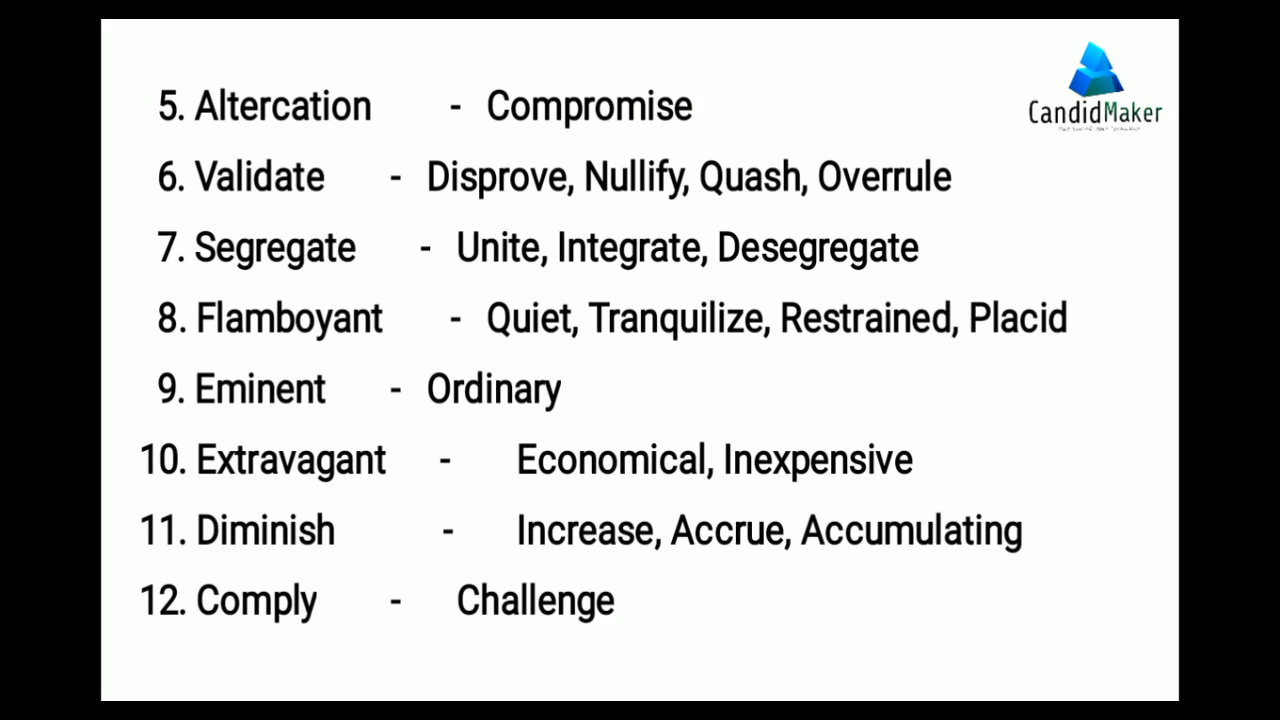 CandidMaker
5. Altercation - Compromise
6. Validate - Disprove, Nullify, Quash, Overrule
7. Segregate - Unite, Integrate, Desegregate
8. Flamboyant - Quiet, Tranquilize, Restrained, Placid
9. Eminent - Ordinary
10. Extravagant - Economical, Inexpensive
11. Diminish - Increase, Accrue, Accumulating
12. Comply - Challenge